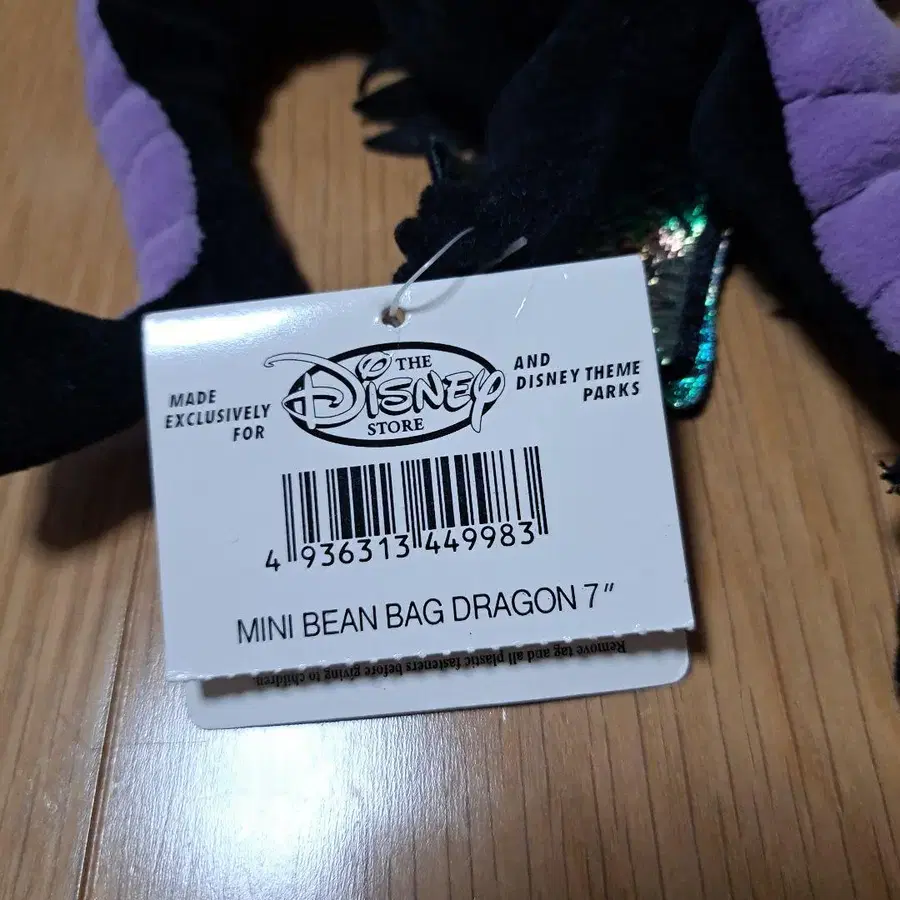 MADE
EXCLUSIVELY
FOR
THE
Disney
STORE
AND
DISNEY THEME
PARKS
4 936313 449983
MINI BEAN BAG DRAGON 7"
Remove tag and all plastic fasteners before giving to children.